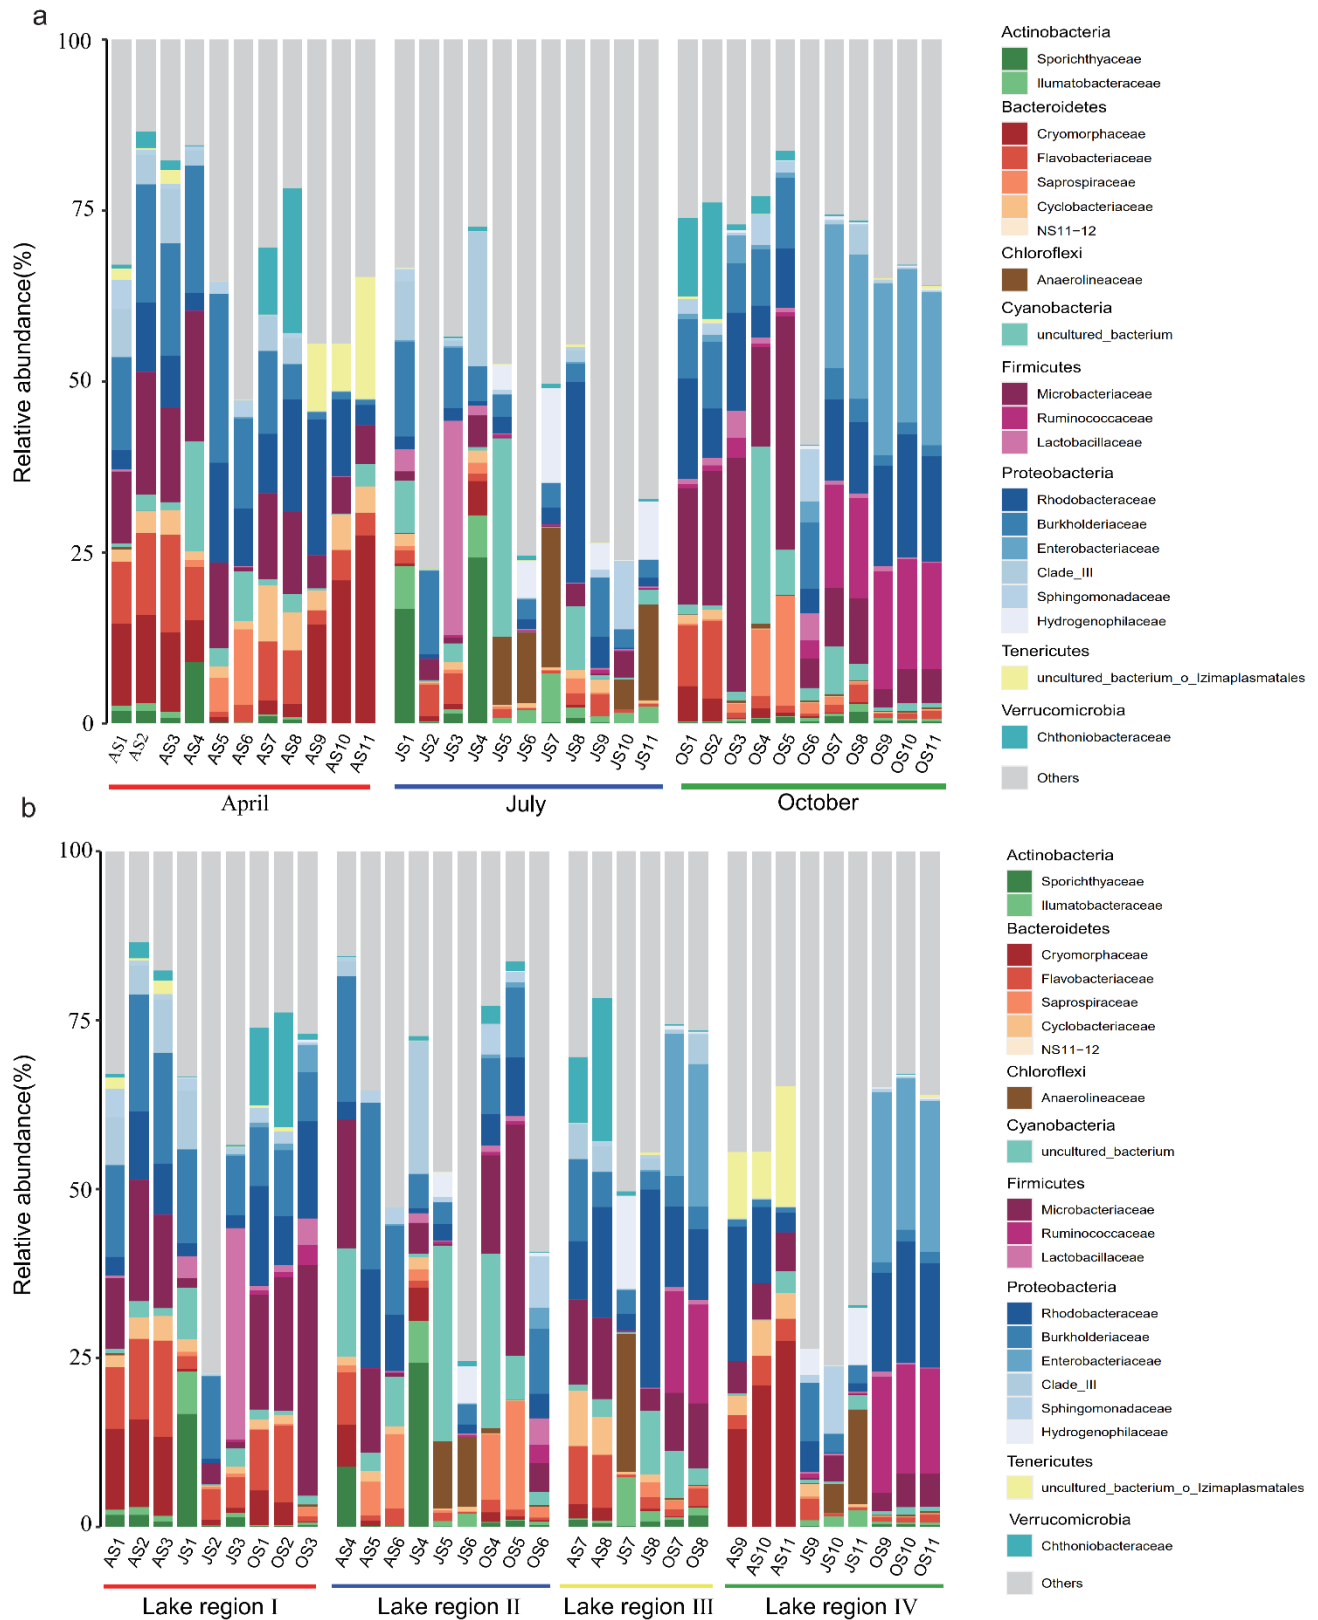 a
Relative abundance(%)
100
75
50
25
0
AS1 AS2 AS3 AS4 AS5 AS6 AS7 AS8 AS9 AS10 AS11 JS1 JS2 JS3 JS4 JS5 JS6 JS7 JS8 JS9 JS10 JS11 OS1 OS2 OS3 OS4 OS5 OS6 OS7 OS8 OS9 OS10 OS11
April July October
Actinobacteria
Sporichthyaceae
Ilumatobacteraceae
Bacteroidetes
Cryomorphaceae
Flavobacteriaceae
Saprospiraceae
Cyclobacteriaceae
NS11−12
Chloroflexi
Anaerolineaceae
Cyanobacteria
uncultured_bacterium
Firmicutes
Microbacteriaceae
Ruminococcaceae
Lactobacillaceae
Proteobacteria
Rhodobacteraceae
Burkholderiaceae
Enterobacteriaceae
Clade_III
Sphingomonadaceae
Hydrogenophilaceae
Tenericutes
uncultured_bacterium_o_Izimaplasmatales
Verrucomicrobia
Chthoniobacteraceae
Others
b
Relative abundance(%)
100
75
50
25
0
AS1 AS2 AS3 JS1 JS2 JS3 OS1 OS2 OS3 AS4 AS5 AS6 JS4 JS5 JS6 OS4 OS5 OS6 AS7 AS8 JS7 JS8 OS7 OS8 AS9 AS10 AS11 JS9 JS10 JS11 OS9 OS10 OS11
Lake region I Lake region II Lake region III Lake region IV
Actinobacteria
Sporichthyaceae
Ilumatobacteraceae
Bacteroidetes
Cryomorphaceae
Flavobacteriaceae
Saprospiraceae
Cyclobacteriaceae
NS11−12
Chloroflexi
Anaerolineaceae
Cyanobacteria
uncultured_bacterium
Firmicutes
Microbacteriaceae
Ruminococcaceae
Lactobacillaceae
Proteobacteria
Rhodobacteraceae
Burkholderiaceae
Enterobacteriaceae
Clade_III
Sphingomonadaceae
Hydrogenophilaceae
Tenericutes
uncultured_bacterium_o_Izimaplasmatales
Verrucomicrobia
Chthoniobacteraceae
Others